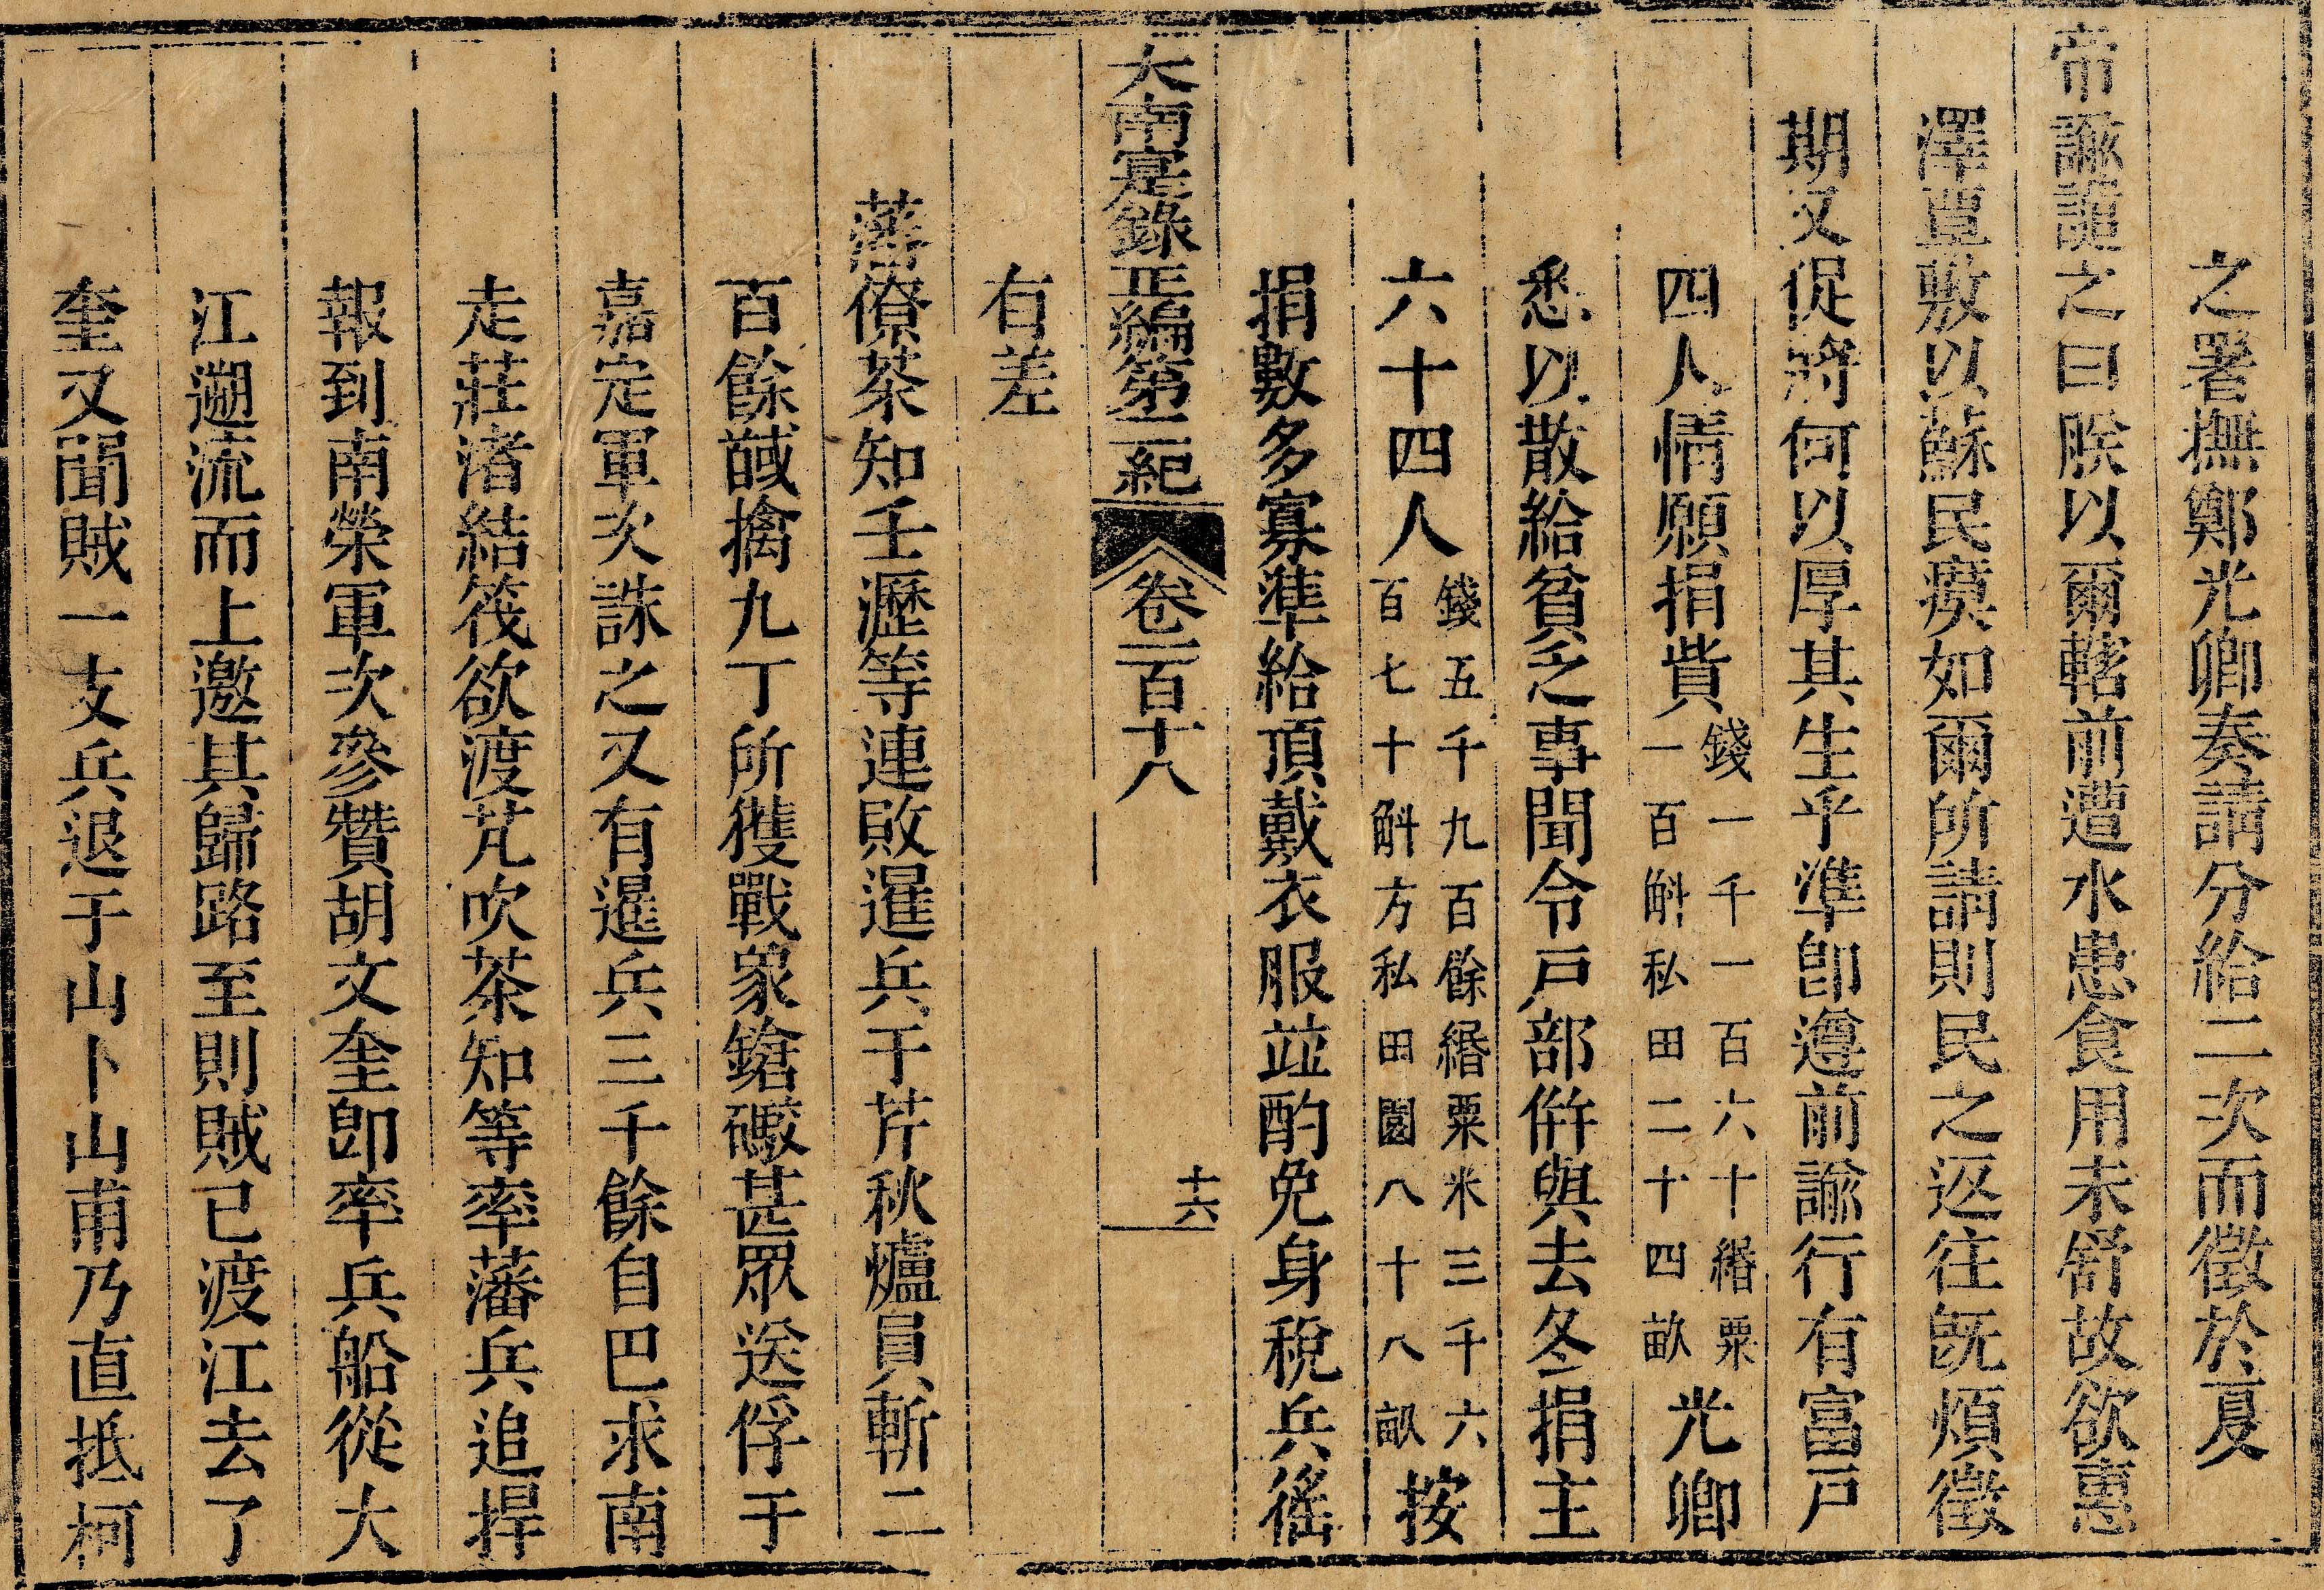 之署撫鄭光卿奏請分給二次而徵於夏
帝諏詎之曰朕以爾轄前遭水患食用未舒故欲惠
澤覃敷以蘇民瘼如爾所請則民之返往既煩徵
期又促將何以厚其生乎準卽遵前諭行有富戶
四人情願捐貲錢一千一百六十緡粟一百斛私田二十四畝光卿
悉以散給貧乏事聞令戶部併與去冬捐主
六十四人錢五千九百餘緡粟米三千六百七十斛方私田園八十八畝按
捐數多寡準給頂戴衣服並酌免身稅兵徭
大南寔錄正編第二紀 卷一百十八 十六
有差
藩僚茶知壬瀝等連敗暹兵于芹秋爐員斬二
百餘馘擒九丁所獲戰象鎗礮甚眾送俘于
嘉定軍次誅之又有暹兵三千餘自巴求南
走莊渚結筏欲渡芃吹茶知等率藩兵追捍
報到南榮軍次參贊胡文奎卽率兵船從大
江遡流而上邀其歸路至則賊已渡江去了
奎又聞賊一支兵退于山卜山甫乃直抵柯